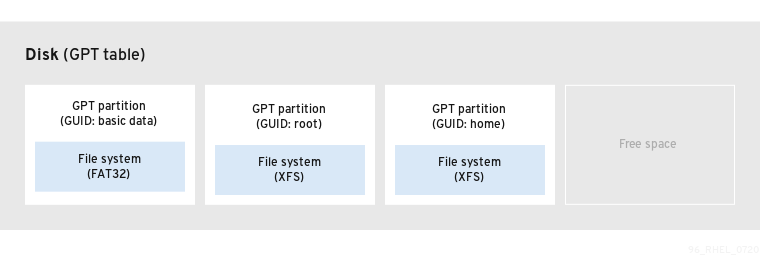 Disk (GPT table)
GPT partition
(GUID: basic data)
File system
(FAT32)
GPT partition
(GUID: root)
File system
(XFS)
GPT partition
(GUID: home)
File system
(XFS)
Free space
96_RHEL_0720